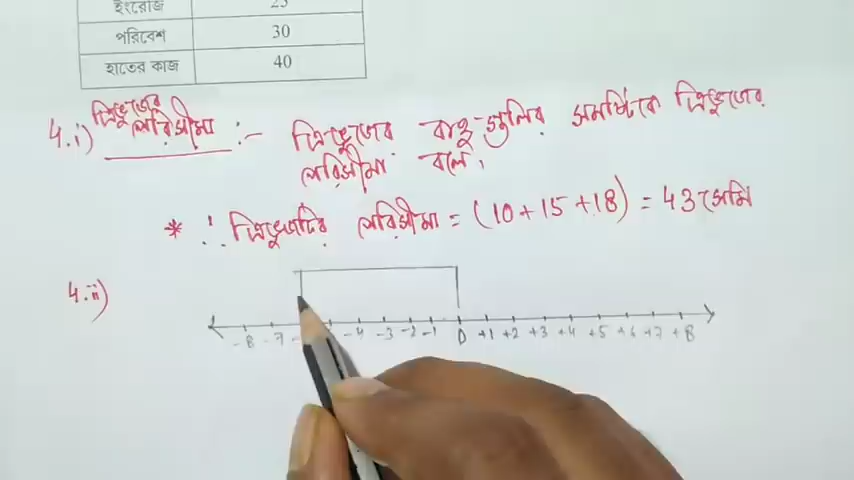 ইংরেজি 25
পরিবেশ 30
হাতের কাজ 40
4.i) ত্রিভুজের পরিসীমা :- ত্রিভুজের বাহুগুলির সমষ্টিকে ত্রিভুজের
পরিসীমা বলে।
* ∴ ত্রিভুজটির পরিসীমা = (10+15+18) = 43 সেমি
4.ii)
-8 -7 -4 -3 -2 -1 0 +1 +2 +3 +4 +5 +6 +7 +8